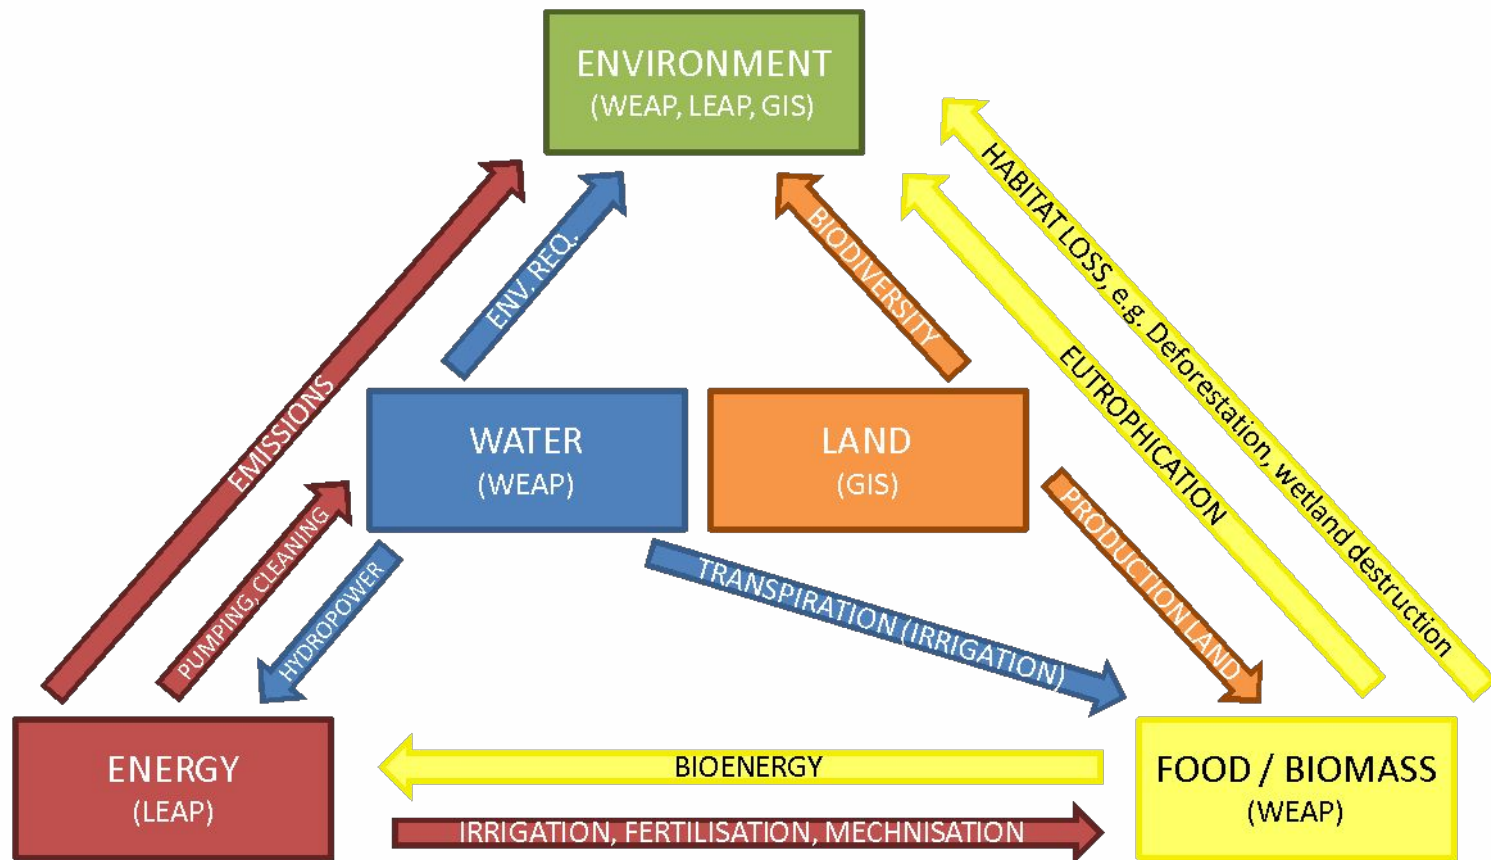 ENVIRONMENT
(WEAP, LEAP, GIS)
HABITAT LOSS, e.g. Deforestation, wetland destruction
BIODIVERSITY
ENV. REQ.
EUTROPHICATION
EMISSIONS
WATER
(WEAP)
LAND
(GIS)
PUMPING, CLEANING
HYDROPOWER
TRANSPIRATION (IRRIGATION)
PRODUCTION LAND
ENERGY
(LEAP)
BIOENERGY
FOOD / BIOMASS
(WEAP)
IRRIGATION, FERTILISATION, MECHNISATION